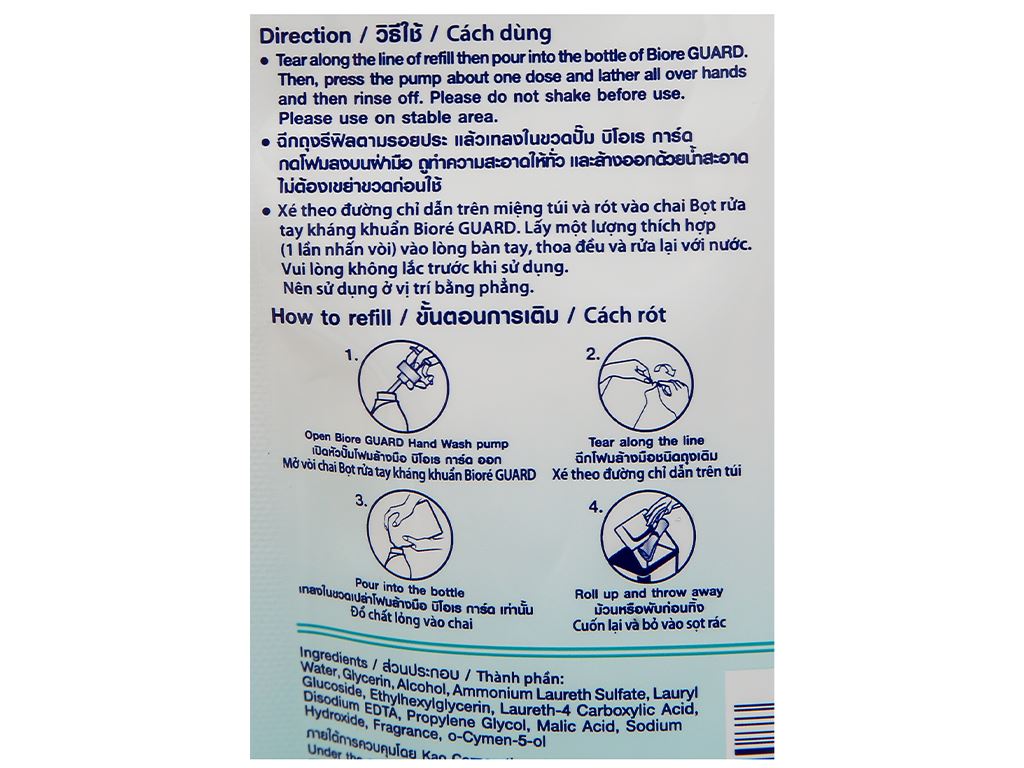 Direction / วิธีใช้ / Cách dùng
• Tear along the line of refill then pour into the bottle of Biore GUARD.
Then, press the pump about one dose and lather all over hands
and then rinse off. Please do not shake before use.
Please use on stable area.
• ฉีกถุงรีฟิลตามรอยประ แล้วเทลงในขวดปั๊ม บิโอเร การ์ด
กดโฟมลงบนฝ่ามือ ถูทำความสะอาดให้ทั่ว และล้างออกด้วยน้ำสะอาด
ไม่ต้องเขย่าขวดก่อนใช้
• Xé theo đường chỉ dẫn trên miệng túi và rót vào chai Bọt rửa
tay kháng khuẩn Bioré GUARD. Lấy một lượng thích hợp
(1 lần nhấn vòi) vào lòng bàn tay, thoa đều và rửa lại với nước.
Vui lòng không lắc trước khi sử dụng.
Nên sử dụng ở vị trí bằng phẳng.
How to refill / ขั้นตอนการเติม / Cách rót
1.
2.
Open Biore GUARD Hand Wash pump
เปิดหัวปั๊มโฟมล้างมือ บิโอเร การ์ด ออก
Mở vòi chai Bọt rửa tay kháng khuẩn Bioré GUARD
Tear along the line
ฉีกโฟมล้างมือชนิดถุงเติม
Xé theo đường chỉ dẫn trên túi
3.
4.
Pour into the bottle
เทลงในขวดเปล่าโฟมล้างมือ บิโอเร การ์ด เท่านั้น
Đổ chất lỏng vào chai
Roll up and throw away
ม้วนหรือพับก่อนทิ้ง
Cuốn lại và bỏ vào sọt rác
Ingredients / ส่วนประกอบ / Thành phần:
Water, Glycerin, Alcohol, Ammonium Laureth Sulfate, Lauryl
Glucoside, Ethylhexylglycerin, Laureth-4 Carboxylic Acid,
Disodium EDTA, Propylene Glycol, Malic Acid, Sodium
Hydroxide, Fragrance, o-Cymen-5-ol
ภายใต้การควบคุมโดย Kao
Under the